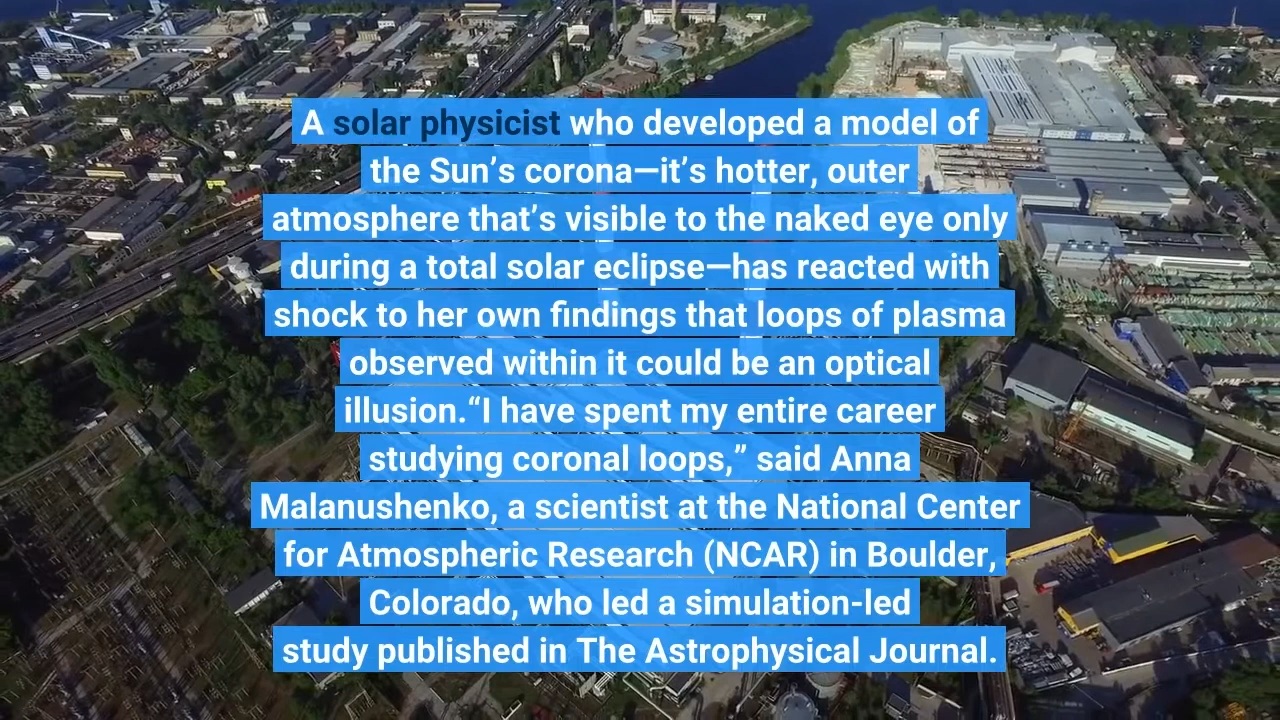 A solar physicist who developed a model of
the Sun’s corona—it’s hotter, outer
atmosphere that’s visible to the naked eye only
during a total solar eclipse—has reacted with
shock to her own findings that loops of plasma
observed within it could be an optical
illusion.“I have spent my entire career
studying coronal loops,” said Anna
Malanushenko, a scientist at the National Center
for Atmospheric Research (NCAR) in Boulder,
Colorado, who led a simulation-led
study published in The Astrophysical Journal.